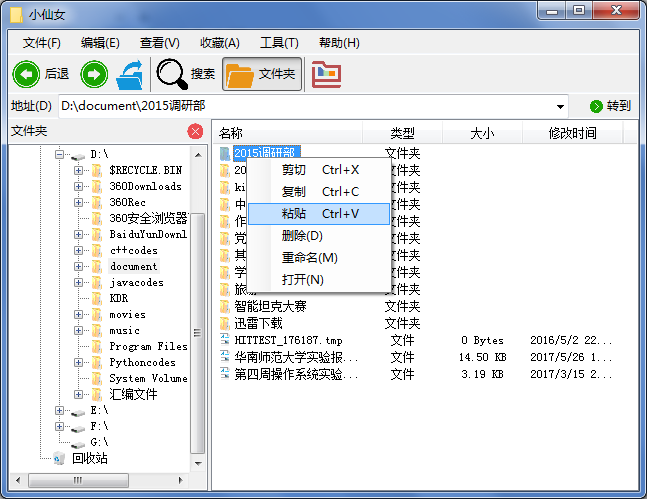 小仙女
文件(F) 编辑(E) 查看(V) 收藏(A) 工具(T) 帮助(H)
后退 搜索 文件夹
地址(D) D:\document\2015调研部 转到
文件夹
D:\
$RECYCLE.BIN
360Downloads
360Rec
360安全浏览器
BaiduYunDownl
c++codes
document
javacodes
KDR
movies
music
Program Files
Pythoncodes
System Volume
汇编文件
E:\
F:\
G:\
回收站
名称 类型 大小 修改时间
2015调研部 文件夹
20 文件夹
ki 文件夹
中 文件夹
作 文件夹
党 文件夹
其 文件夹
学 文件夹
旅 文件夹
智能坦克大赛 文件夹
迅雷下载 文件夹
HITTEST_176187.tmp 文件 0 Bytes 2016/5/2 22...
华南师范大学实验报... 文件 14.50 KB 2017/5/26 1...
第四周操作系统实验... 文件 3.19 KB 2017/3/15 2...
剪切 Ctrl+X
复制 Ctrl+C
粘贴 Ctrl+V
删除(D)
重命名(M)
打开(N)